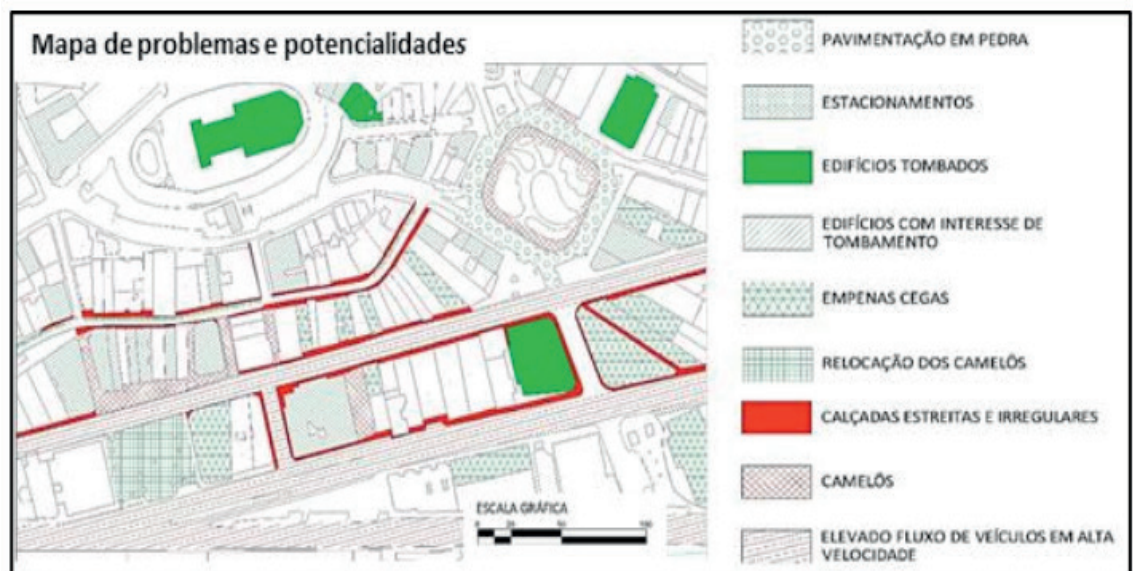 Mapa de problemas e potencialidades
PAVIMENTAÇÃO EM PEDRA
ESTACIONAMENTOS
EDIFÍCIOS TOMBADOS
EDIFÍCIOS COM INTERESSE DE
TOMBAMENTO
EMPENAS CEGAS
RELOCAÇÃO DOS CAMELÔS
CALÇADAS ESTREITAS E IRREGULARES
CAMELÔS
ELEVADO FLUXO DE VEÍCULOS EM ALTA
VELOCIDADE
ESCALA GRÁFICA